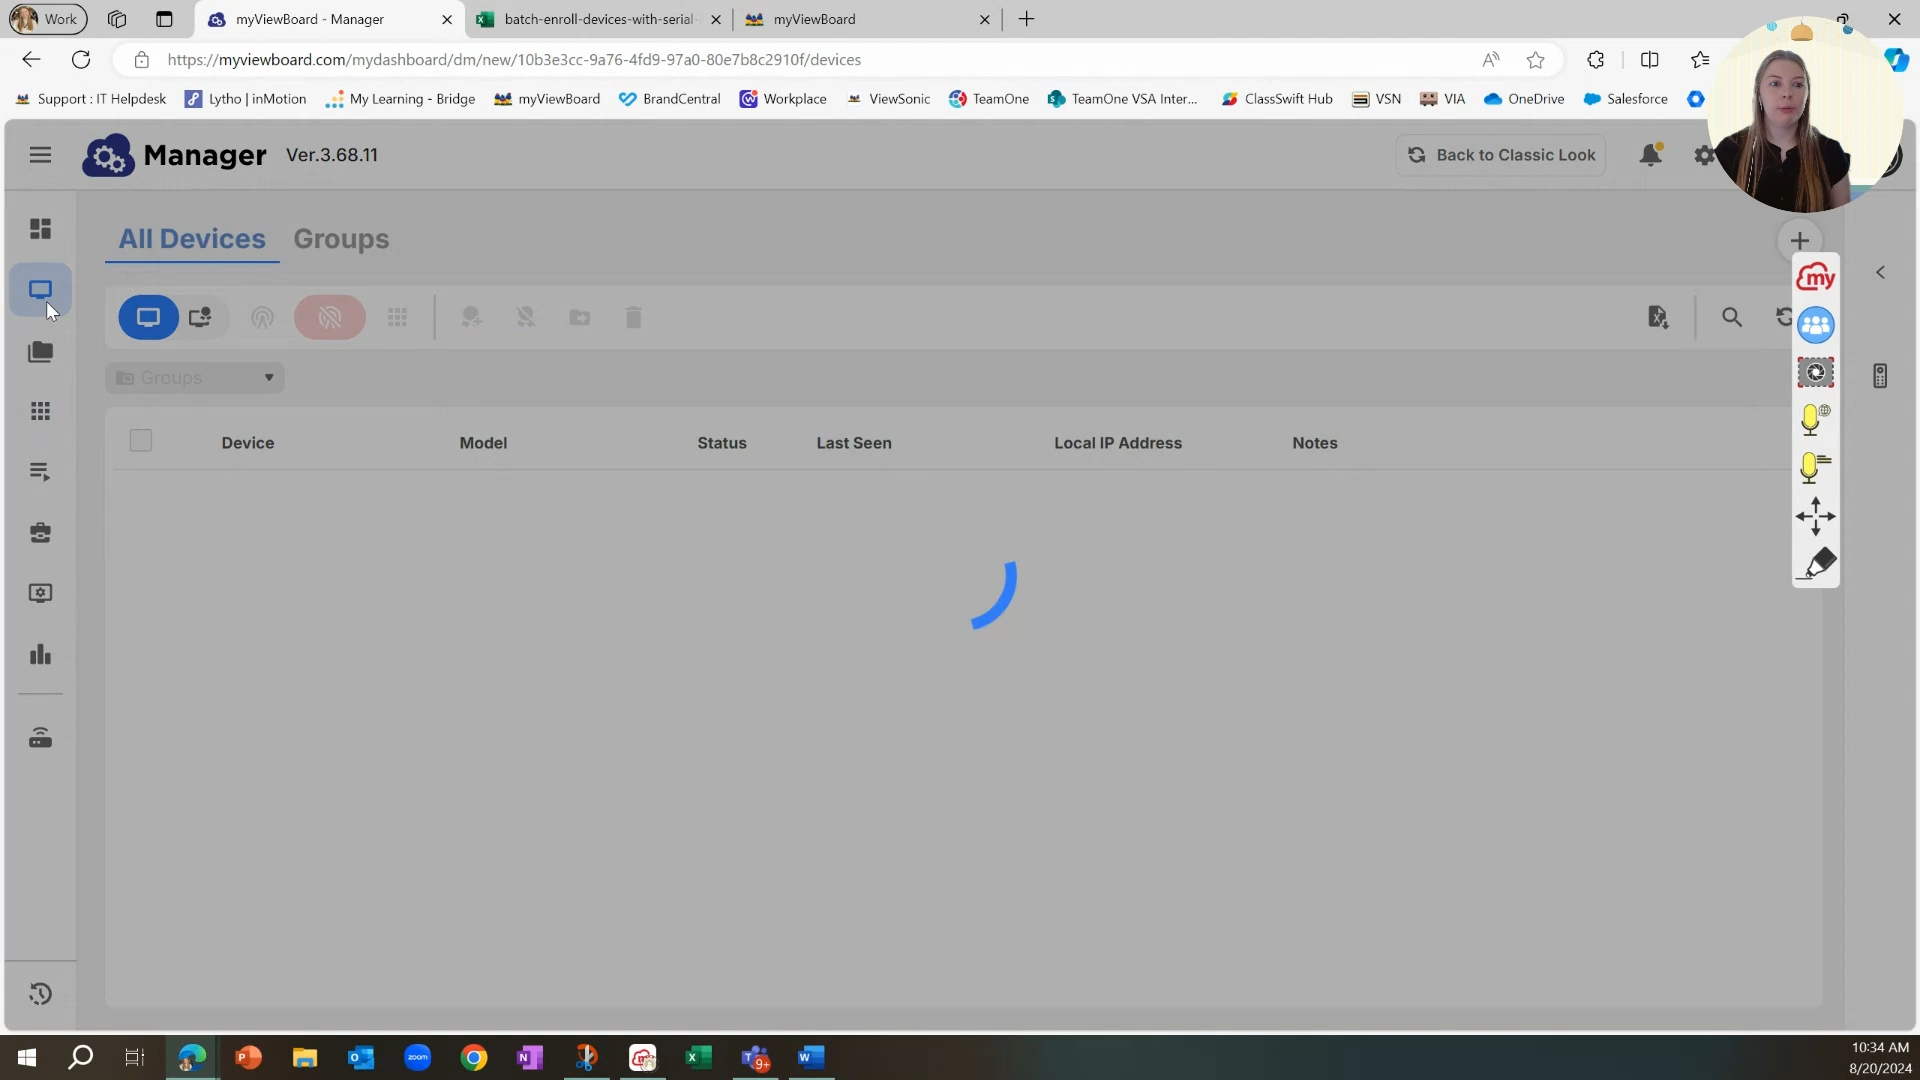 Work
myViewBoard - Manager
batch-enroll-devices-with-serial-
myViewBoard
https://myviewboard.com/mydashboard/dm/new/10b3e3cc-9a76-4fd9-97a0-80e7b8c2910f/devices
Support : IT Helpdesk
Lytho | inMotion
My Learning - Bridge
myViewBoard
BrandCentral
Workplace
ViewSonic
TeamOne
TeamOne VSA Inter...
ClassSwift Hub
VSN
VIA
OneDrive
Salesforce
Manager
Ver.3.68.11
Back to Classic Look
All Devices
Groups
my
Groups
Device
Model
Status
Last Seen
Local IP Address
Notes
zoom
9+
10:34 AM
8/20/2024